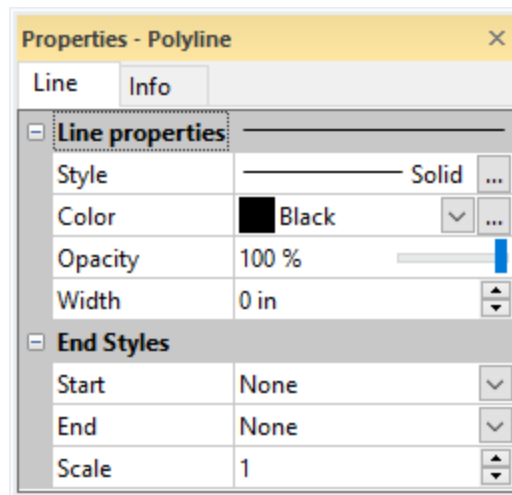 Properties - Polyline
Line Info
Line properties
Style Solid ...
Color Black ...
Opacity 100 %
Width 0 in
End Styles
Start None
End None
Scale 1